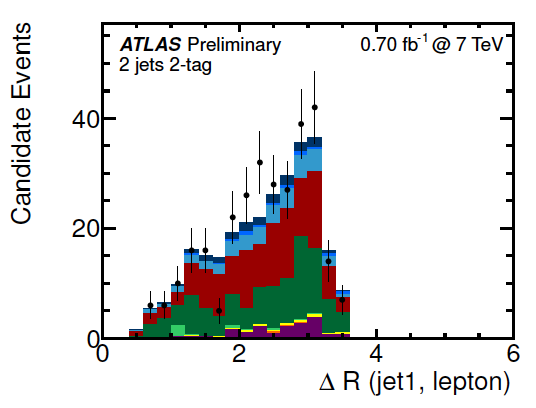 Candidate Events
ATLAS Preliminary
0.70 fb⁻¹ @ 7 TeV
2 jets 2-tag
40
20
0
0 2 4 6
Δ R (jet1, lepton)